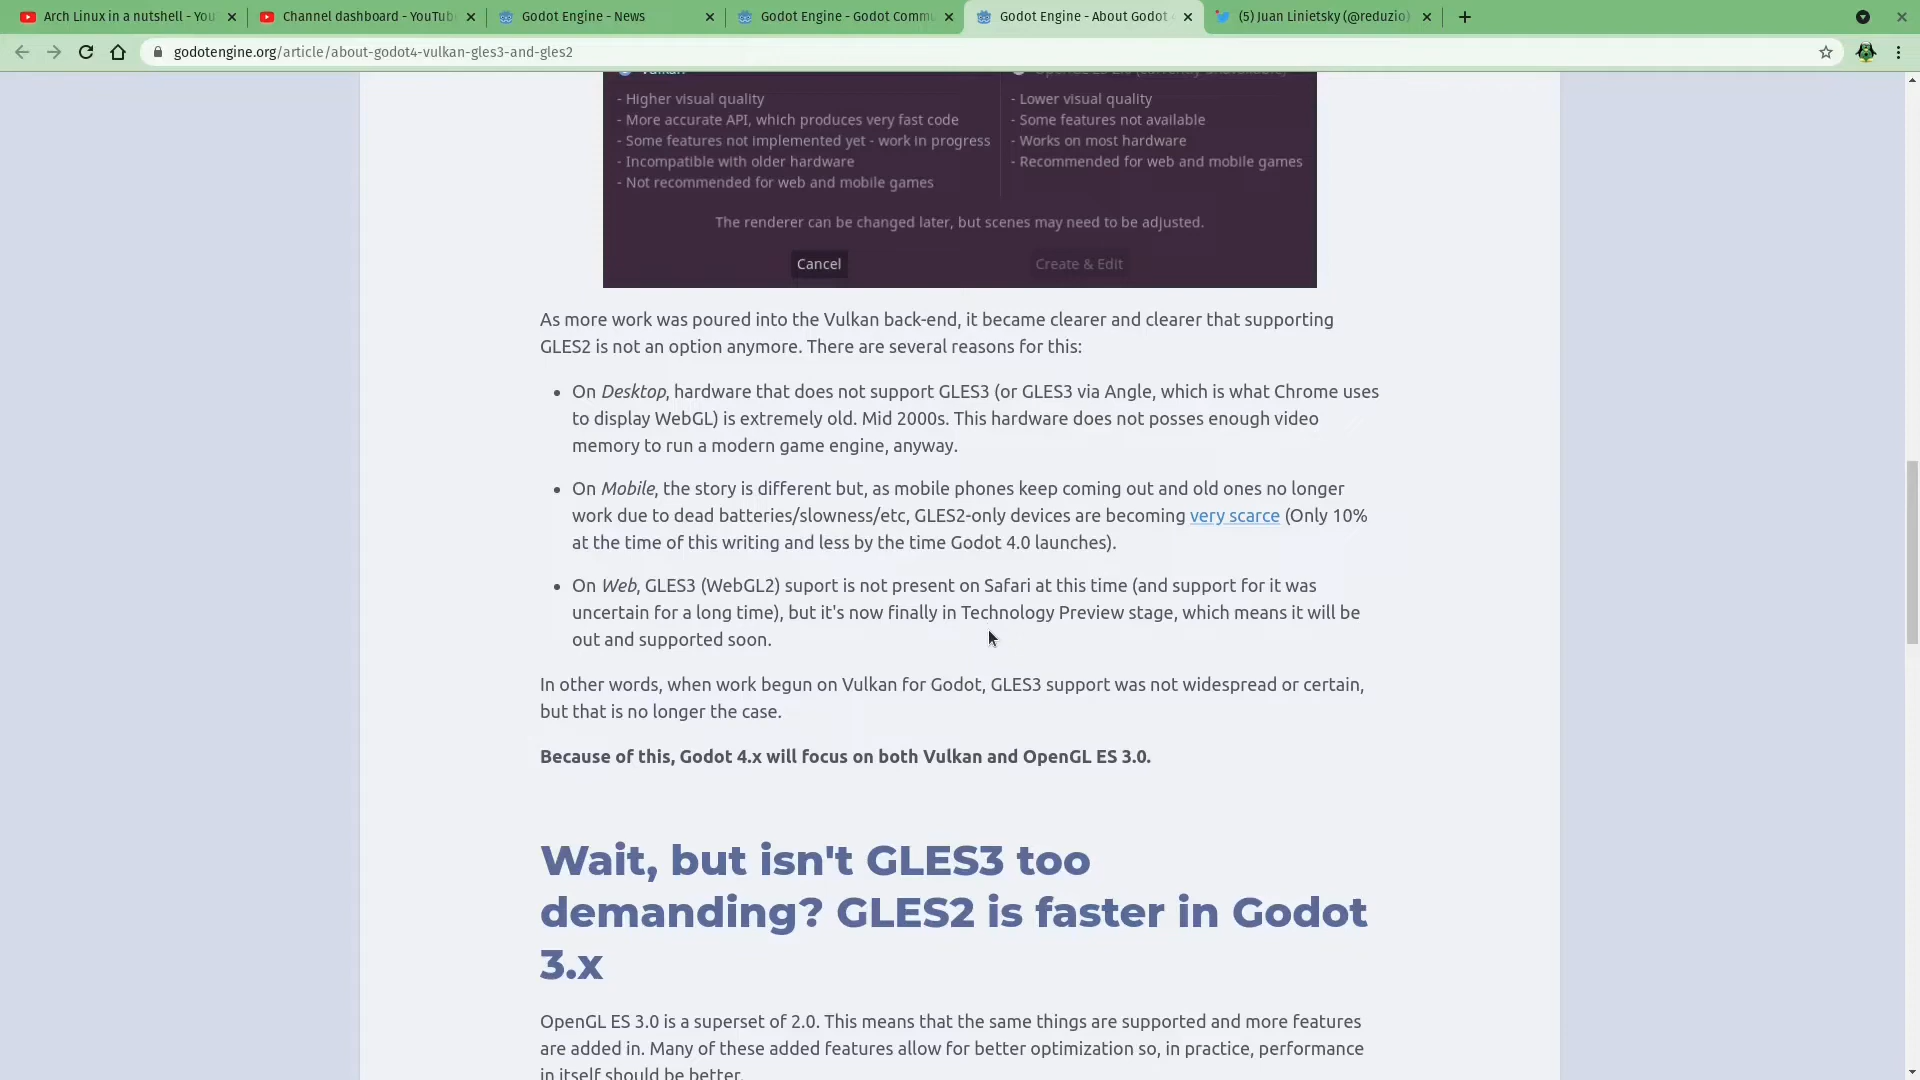 Arch Linux in a nutshell - You
Channel dashboard - YouTub
Godot Engine - News
Godot Engine - Godot Commu
Godot Engine - About Godot
(5) Juan Linietsky (@reduzio)
godotengine.org/article/about-godot4-vulkan-gles3-and-gles2
- Higher visual quality
- More accurate API, which produces very fast code
- Some features not implemented yet - work in progress
- Incompatible with older hardware
- Not recommended for web and mobile games
- Lower visual quality
- Some features not available
- Works on most hardware
- Recommended for web and mobile games
The renderer can be changed later, but scenes may need to be adjusted.
Cancel
Create & Edit
As more work was poured into the Vulkan back-end, it became clearer and clearer that supporting
GLES2 is not an option anymore. There are several reasons for this:
• On Desktop, hardware that does not support GLES3 (or GLES3 via Angle, which is what Chrome uses
to display WebGL) is extremely old. Mid 2000s. This hardware does not posses enough video
memory to run a modern game engine, anyway.
• On Mobile, the story is different but, as mobile phones keep coming out and old ones no longer
work due to dead batteries/slowness/etc, GLES2-only devices are becoming very scarce (Only 10%
at the time of this writing and less by the time Godot 4.0 launches).
• On Web, GLES3 (WebGL2) suport is not present on Safari at this time (and support for it was
uncertain for a long time), but it's now finally in Technology Preview stage, which means it will be
out and supported soon.
In other words, when work begun on Vulkan for Godot, GLES3 support was not widespread or certain,
but that is no longer the case.
Because of this, Godot 4.x will focus on both Vulkan and OpenGL ES 3.0.
Wait, but isn't GLES3 too
demanding? GLES2 is faster in Godot
3.x
OpenGL ES 3.0 is a superset of 2.0. This means that the same things are supported and more features
are added in. Many of these added features allow for better optimization so, in practice, performance
in itself should be better.